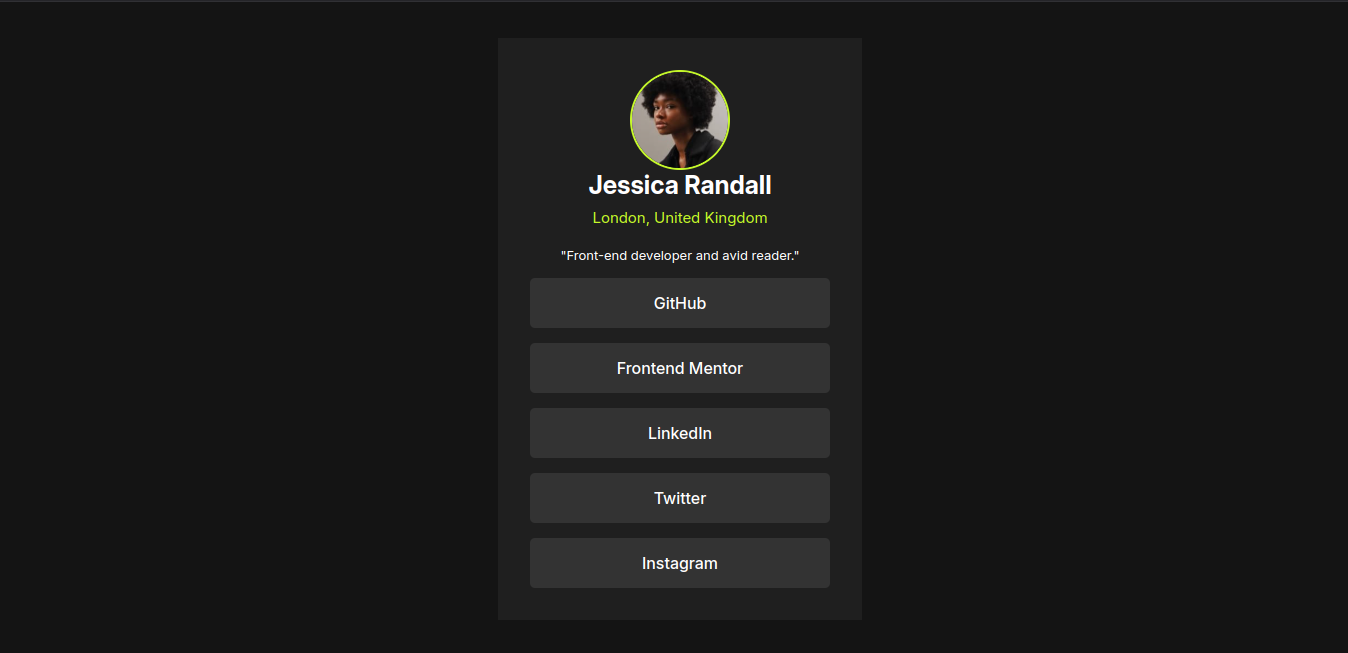 Jessica Randall
London, United Kingdom
"Front-end developer and avid reader."
GitHub
Frontend Mentor
LinkedIn
Twitter
Instagram